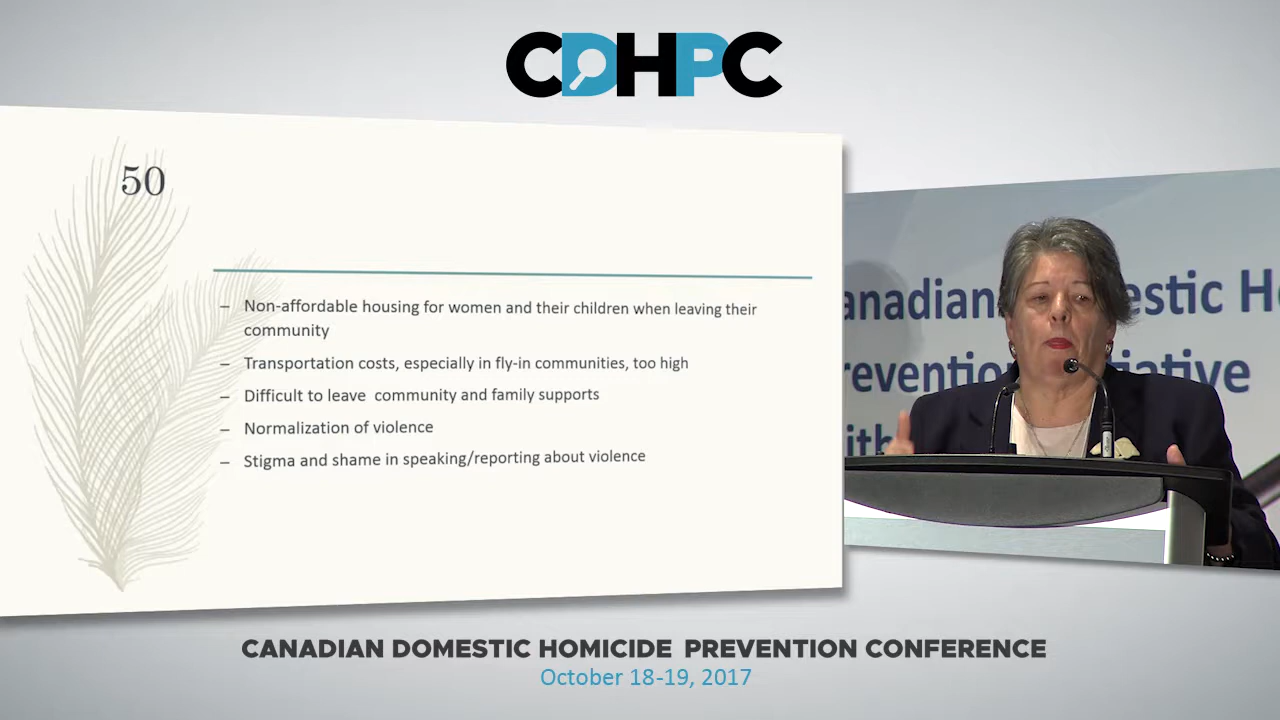 CDHPC
50
– Non-affordable housing for women and their children when leaving their
community
– Transportation costs, especially in fly-in communities, too high
– Difficult to leave community and family supports
– Normalization of violence
– Stigma and shame in speaking/reporting about violence
anadian estic H
revention iative
ith
CANADIAN DOMESTIC HOMICIDE PREVENTION CONFERENCE
October 18-19, 2017